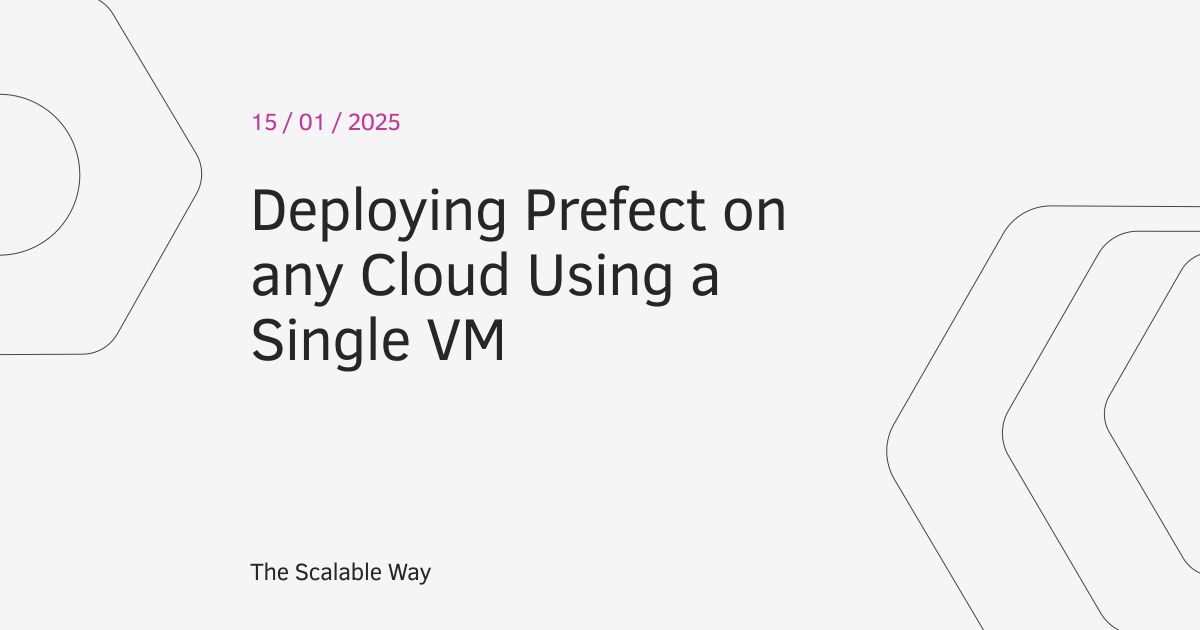 15 / 01 / 2025
Deploying Prefect on
any Cloud Using a
Single VM
The Scalable Way